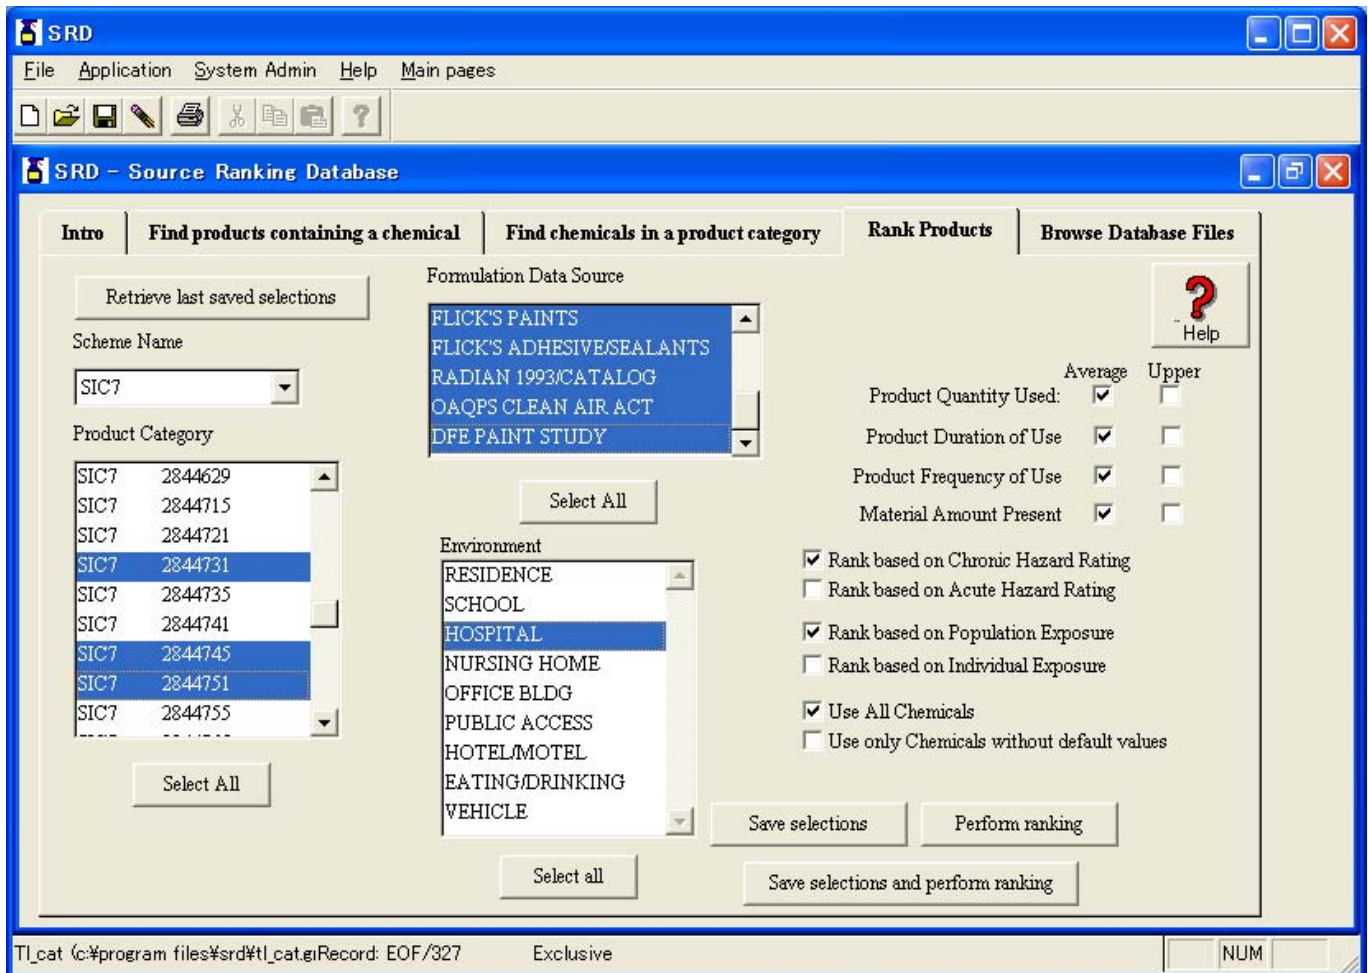 SRD
File Application System Admin Help Main pages
SRD - Source Ranking Database
Intro Find products containing a chemical Find chemicals in a product category Rank Products Browse Database Files
Retrieve last saved selections
Scheme Name
SIC7
Product Category
SIC7 2844629
SIC7 2844715
SIC7 2844721
SIC7 2844731
SIC7 2844735
SIC7 2844741
SIC7 2844745
SIC7 2844751
SIC7 2844755
Select All
Formulation Data Source
FLICK'S PAINTS
FLICK'S ADHESIVE/SEALANTS
RADIAN 1993/CATALOG
OAQPS CLEAN AIR ACT
DFE PAINT STUDY
Select All
Environment
RESIDENCE
SCHOOL
HOSPITAL
NURSING HOME
OFFICE BLDG
PUBLIC ACCESS
HOTEL/MOTEL
EATING/DRINKING
VEHICLE
Select all
Help
Average Upper
Product Quantity Used:
Product Duration of Use
Product Frequency of Use
Material Amount Present
Rank based on Chronic Hazard Rating
Rank based on Acute Hazard Rating
Rank based on Population Exposure
Rank based on Individual Exposure
Use All Chemicals
Use only Chemicals without default values
Save selections Perform ranking
Save selections and perform ranking
Tl_cat (c:¥program files¥srd¥tl_cat.giRecord: EOF/327 Exclusive NUM